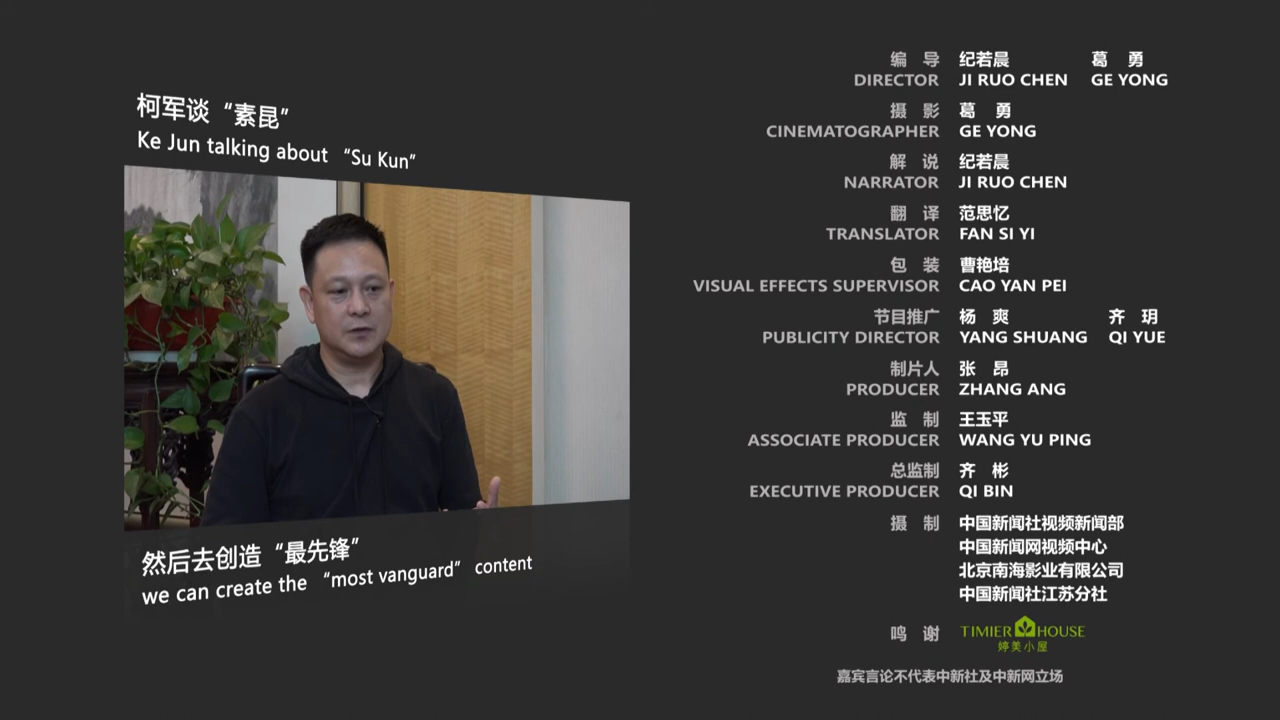 柯军谈“素昆”
Ke Jun talking about “Su Kun”
然后去创造“最先锋”
we can create the “most vanguard” content
编 导 纪若晨 葛 勇
DIRECTOR JI RUO CHEN GE YONG
摄 影 葛 勇
CINEMATOGRAPHER GE YONG
解 说 纪若晨
NARRATOR JI RUO CHEN
翻 译 范思忆
TRANSLATOR FAN SI YI
包 装 曹艳培
VISUAL EFFECTS SUPERVISOR CAO YAN PEI
节目推广 杨 爽 齐 玥
PUBLICITY DIRECTOR YANG SHUANG QI YUE
制片人 张 昂
PRODUCER ZHANG ANG
监 制 王玉平
ASSOCIATE PRODUCER WANG YU PING
总监制 齐 彬
EXECUTIVE PRODUCER QI BIN
摄 制 中国新闻社视频新闻部
中国新闻网视频中心
北京南海影业有限公司
中国新闻社江苏分社
鸣 谢 TIMIER HOUSE
婷美小屋
嘉宾言论不代表中新社及中新网立场